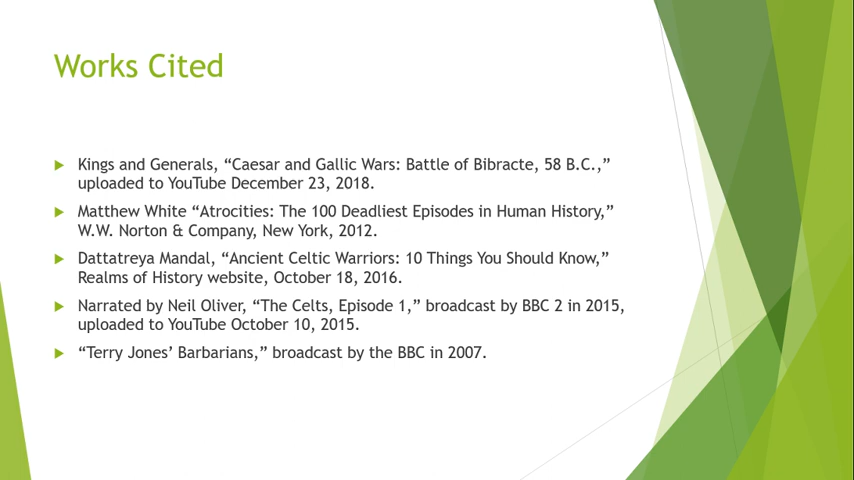 Works Cited
Kings and Generals, “Caesar and Gallic Wars: Battle of Bibracte, 58 B.C.,”
uploaded to YouTube December 23, 2018.
Matthew White “Atrocities: The 100 Deadliest Episodes in Human History,”
W.W. Norton & Company, New York, 2012.
Dattatreya Mandal, “Ancient Celtic Warriors: 10 Things You Should Know,”
Realms of History website, October 18, 2016.
Narrated by Neil Oliver, “The Celts, Episode 1,” broadcast by BBC 2 in 2015,
uploaded to YouTube October 10, 2015.
“Terry Jones’ Barbarians,” broadcast by the BBC in 2007.